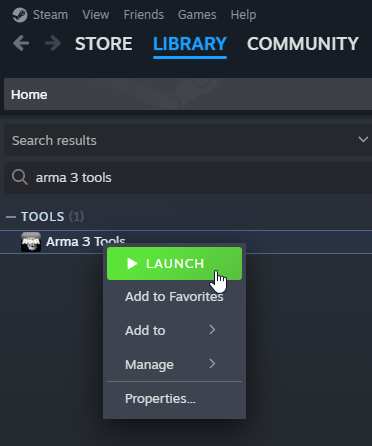 Steam View Friends Games Help
STORE LIBRARY COMMUNITY
Home
Search results
arma 3 tools
TOOLS (1)
Arma 3 Tools
LAUNCH
Add to Favorites
Add to
Manage
Properties...